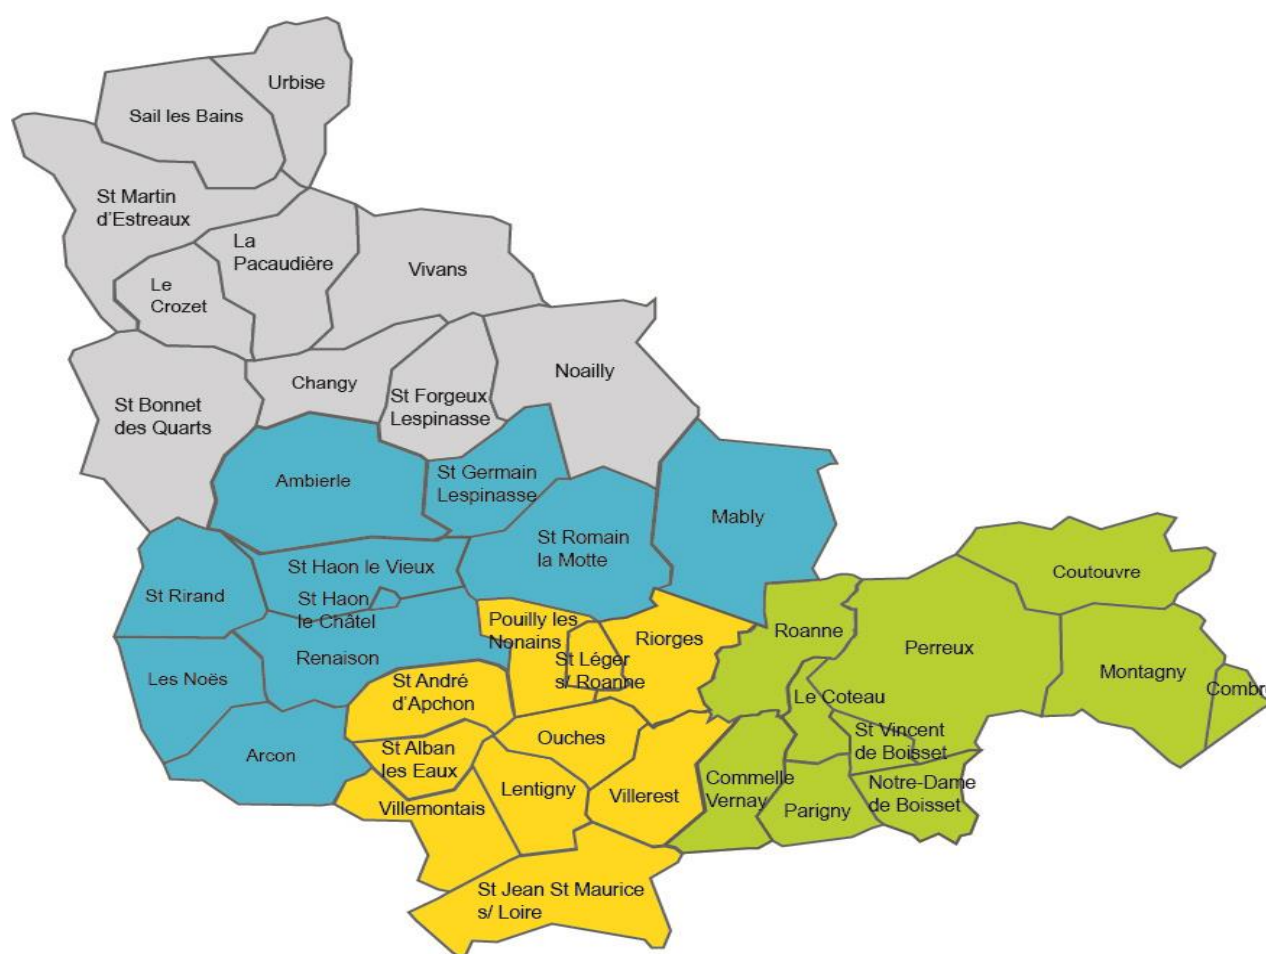 Urbise
Sail les Bains
St Martin
d'Estreaux
La
Pacaudière
Vivans
Le
Crozet
Noailly
Changy
St Forgeux
Lespinasse
St Bonnet
des Quarts
Ambierle
St Germain
Lespinasse
Mably
St Romain
la Motte
St Haon le Vieux
St Rirand
St Haon
le Châtel
Coutouvre
Pouilly les
Nonains
Riorges
Roanne
Perreux
Renaison
St Léger
s/ Roanne
Montagny
Combre
Les Noës
St André
d'Apchon
Le Coteau
Ouches
St Vincent
de Boisset
Arcon
St Alban
les Eaux
Commelle
Vernay
Notre-Dame
de Boisset
Lentigny
Villerest
Villemontais
Parigny
St Jean St Maurice
s/ Loire